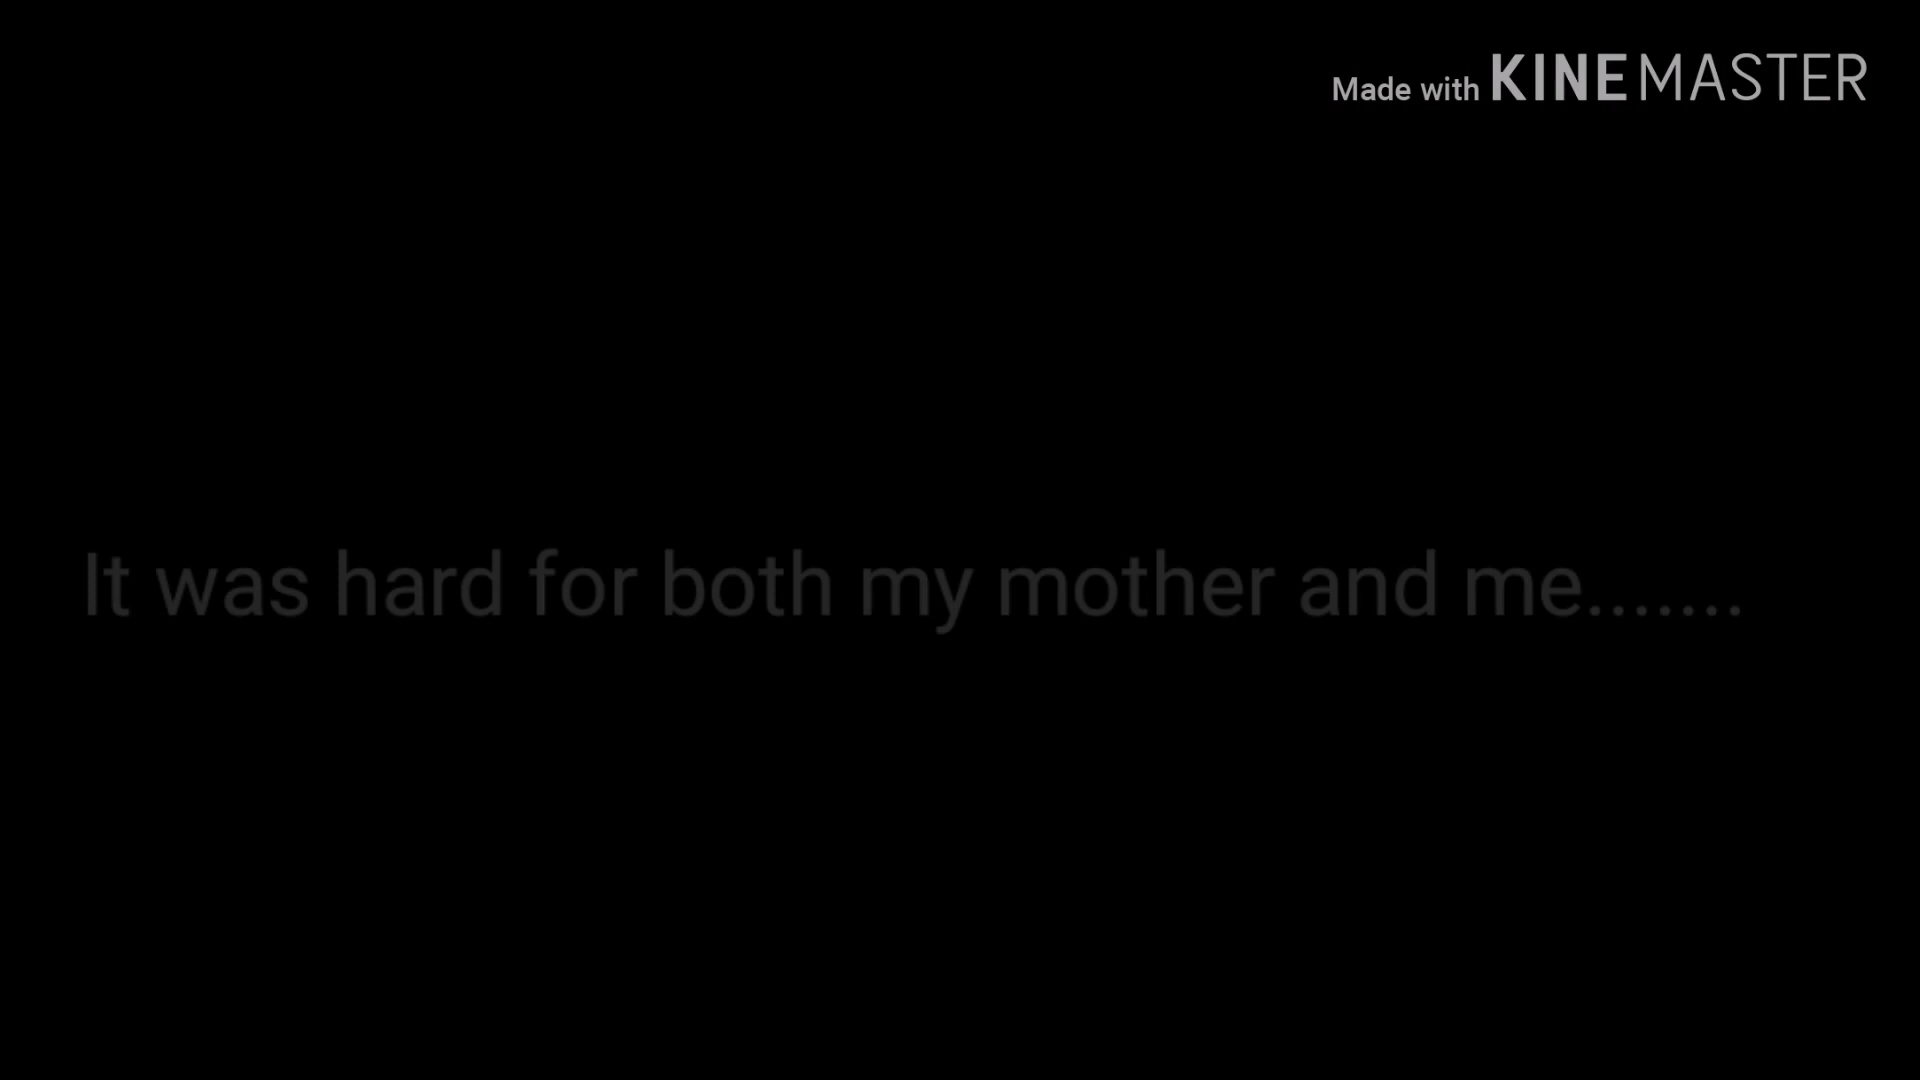 Made with KINEMASTER
It was hard for both my mother and me.......